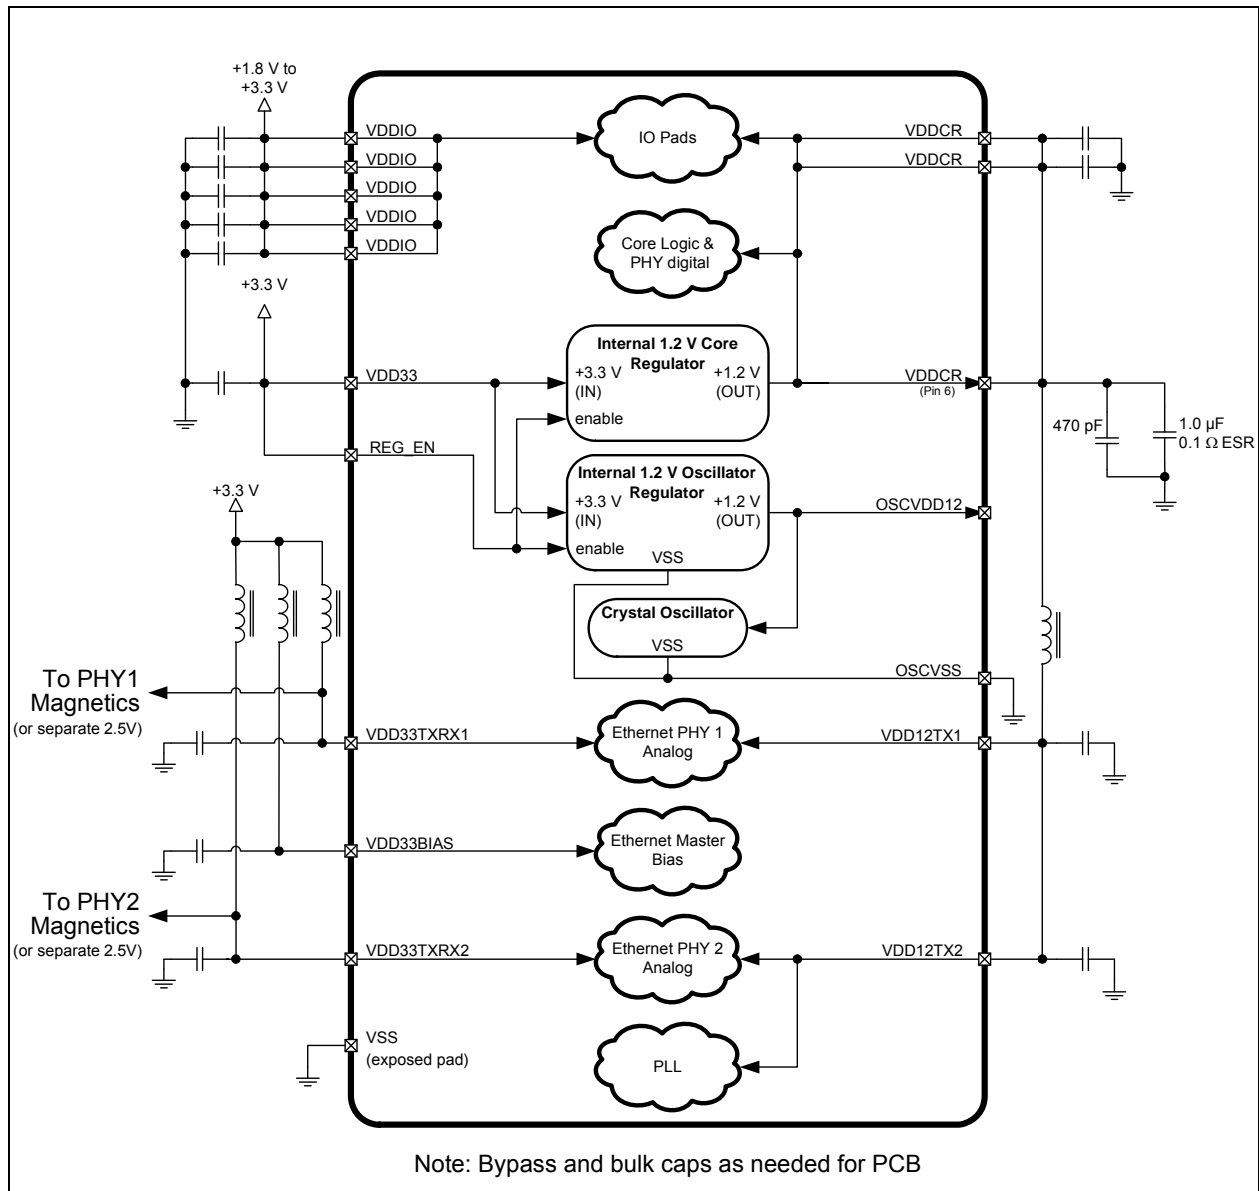 +1.8 V to
+3.3 V
VDDIO
VDDIO
VDDIO
VDDIO
VDDIO
IO Pads
VDDCR
VDDCR
Core Logic &
PHY digital
+3.3 V
Internal 1.2 V Core
Regulator
+3.3 V
(IN)
+1.2 V
(OUT)
enable
VDD33
VDDCR
(Pin 6)
470 pF
1.0 µF
0.1 Ω ESR
REG_EN
Internal 1.2 V Oscillator
Regulator
+3.3 V
(IN)
+1.2 V
(OUT)
enable
VSS
OSCVDD12
+3.3 V
Crystal Oscillator
VSS
OSCVSS
To PHY1
Magnetics
(or separate 2.5V)
VDD33TXRX1
Ethernet PHY 1
Analog
VDD12TX1
VDD33BIAS
Ethernet Master
Bias
To PHY2
Magnetics
(or separate 2.5V)
VDD33TXRX2
Ethernet PHY 2
Analog
VDD12TX2
VSS
(exposed pad)
PLL
Note: Bypass and bulk caps as needed for PCB